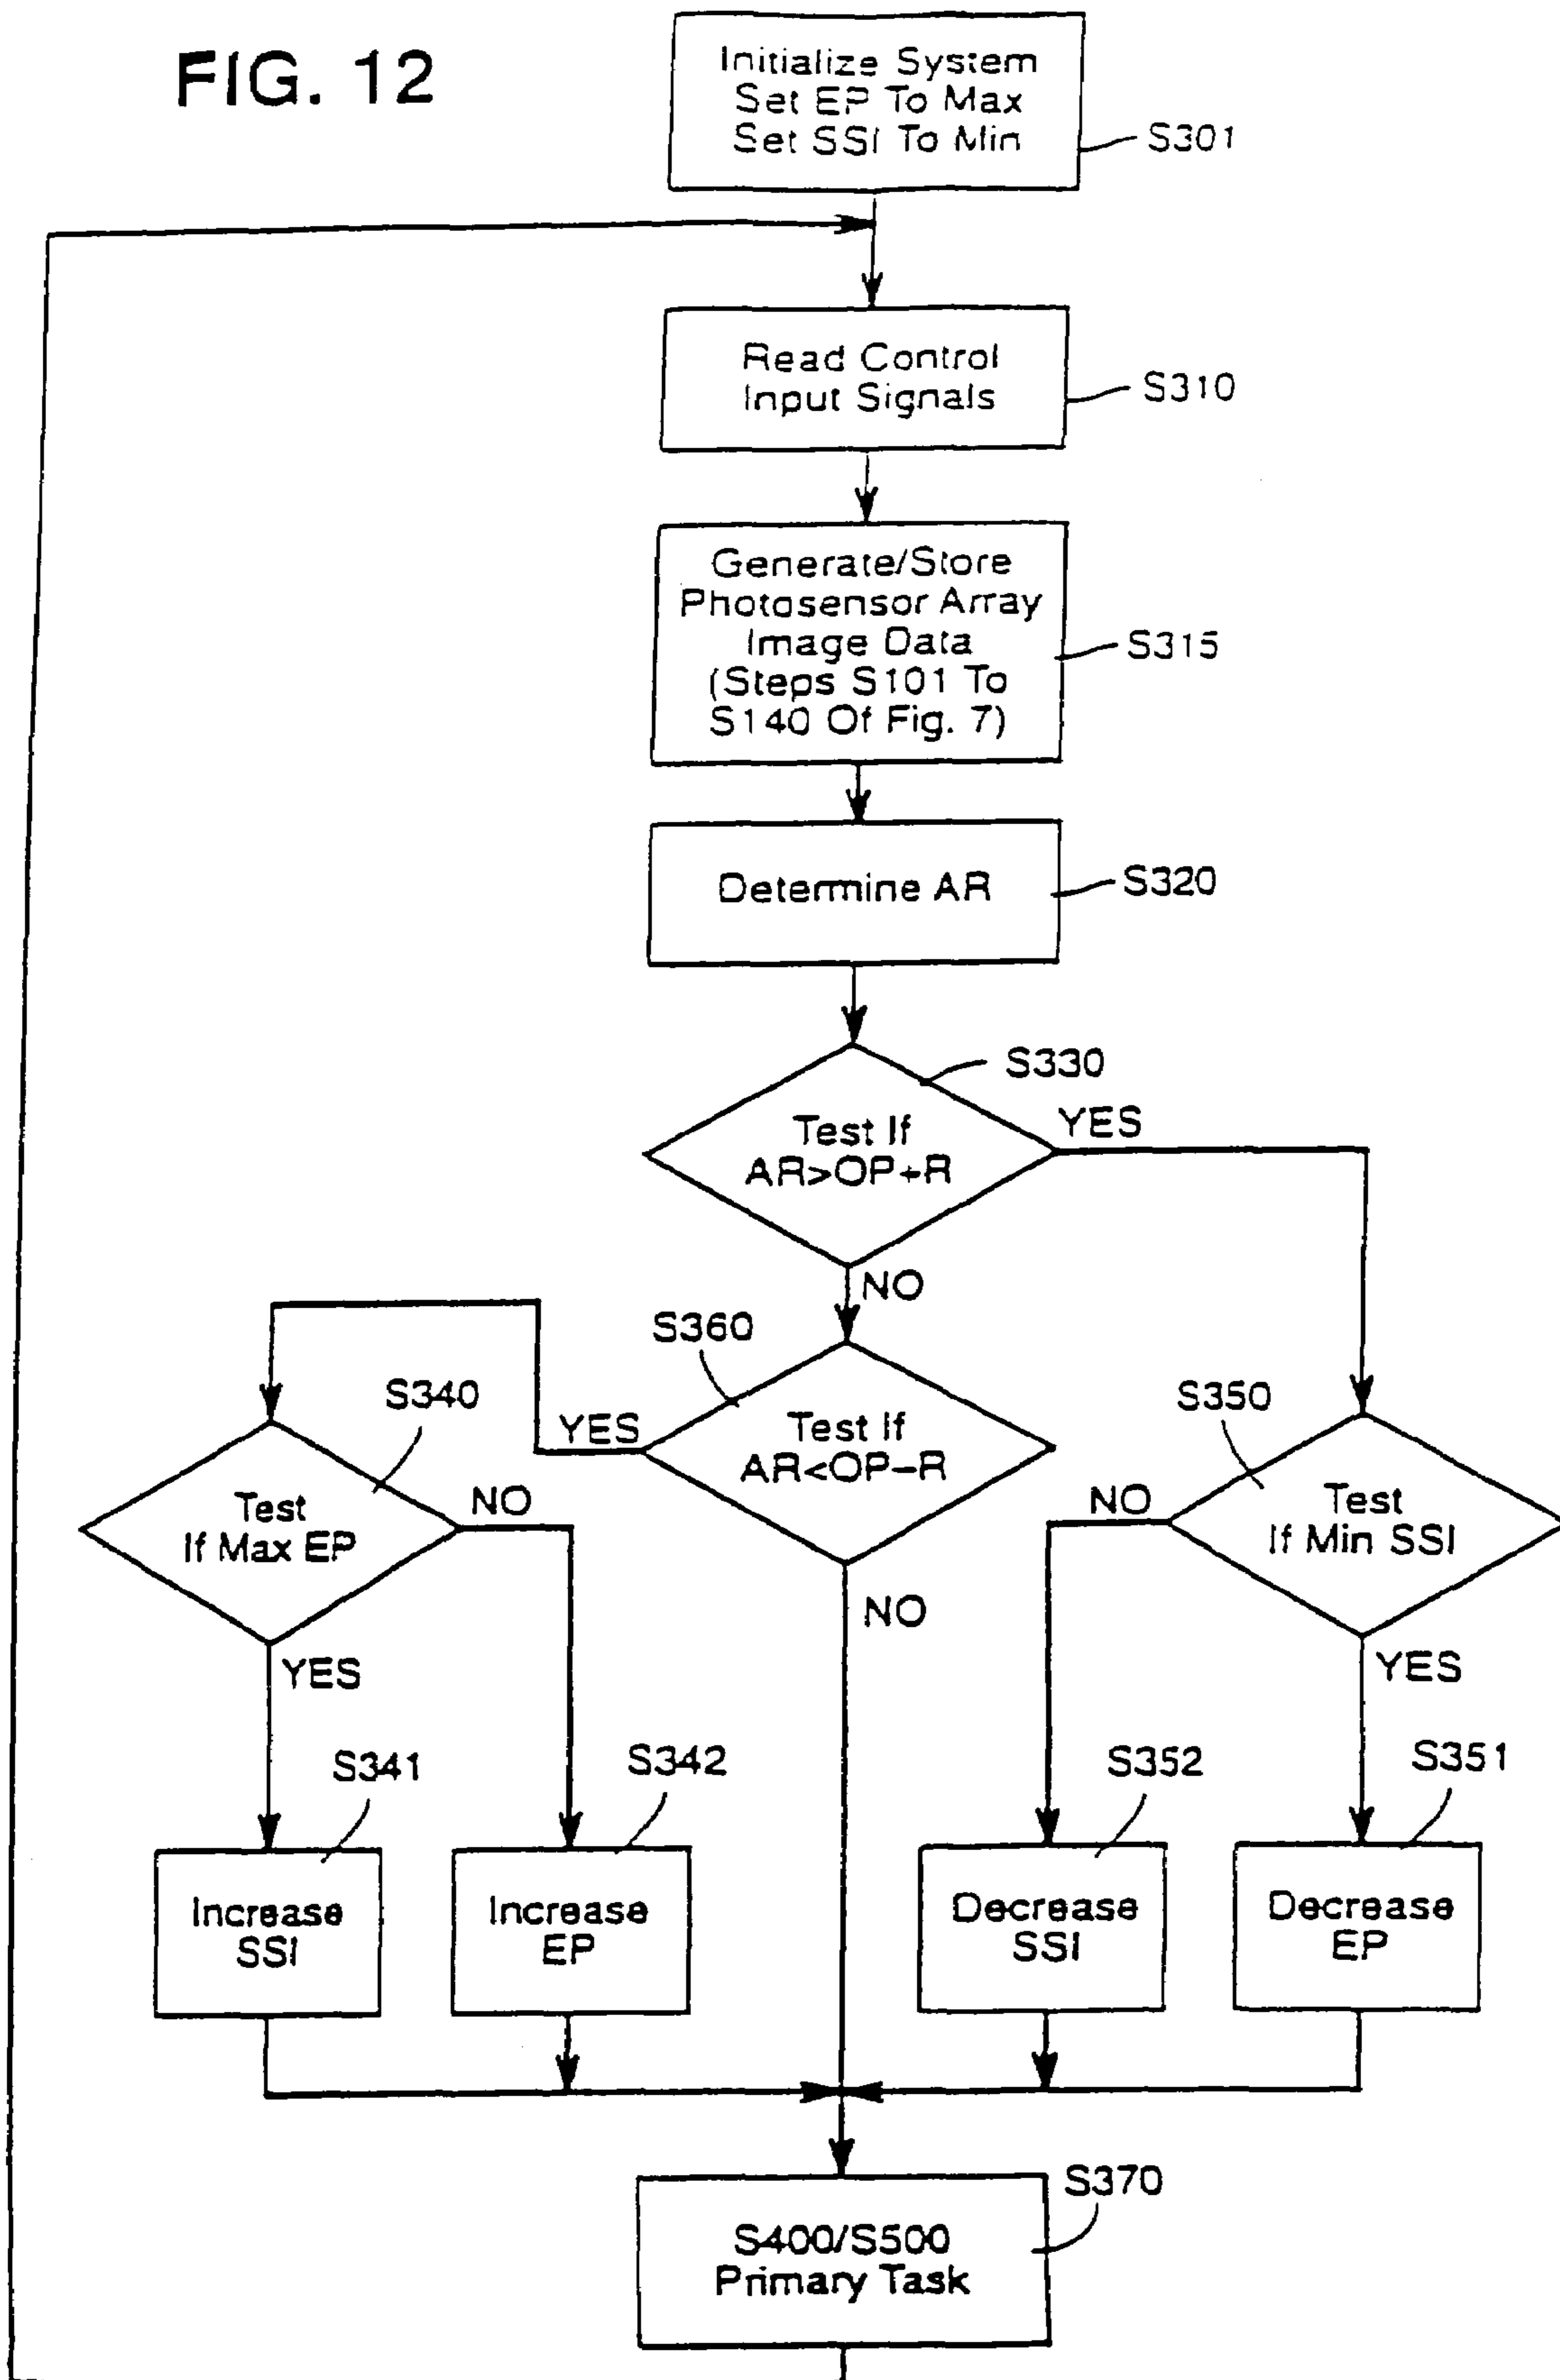 FIG. 12
Initialize System
Set EP To Max
Set SSI To Min
S301
Read Control
Input Signals
S310
Generate/Store
Photosensor Array
Image Data
(Steps S101 To
S140 Of Fig. 7)
S315
Determine AR
S320
S330
Test If
AR>OP+R
YES
NO
S360
Test If
AR<OP-R
YES
NO
S340
Test
If Max EP
NO
YES
S350
Test
If Min SSI
NO
YES
S341
Increase
SSI
S342
Increase
EP
S352
Decrease
SSI
S351
Decrease
EP
S370
S400/S500
Primary Task